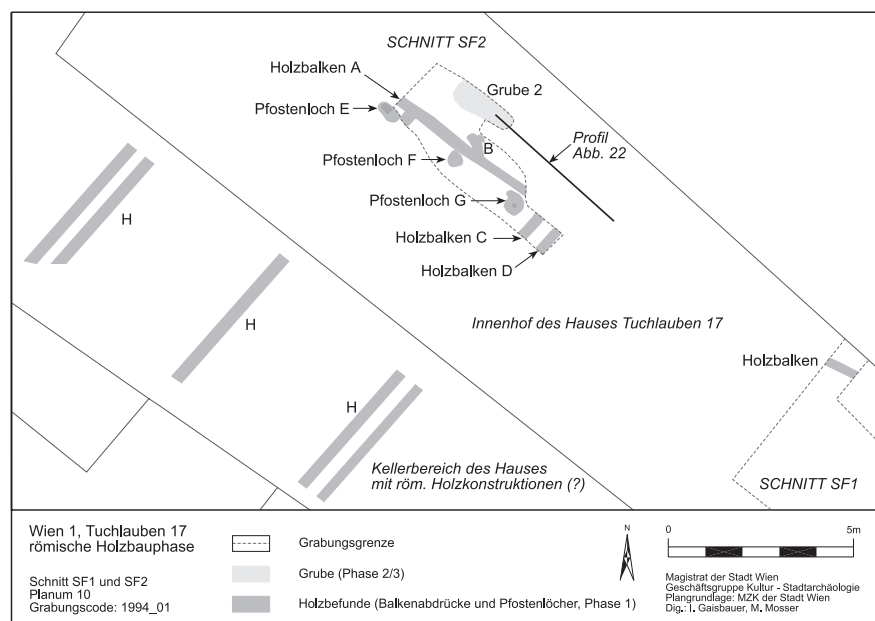 SCHNITT SF2
Holzbalken A
Grube 2
Pfostenloch E
Profil
Abb. 22
B
Pfostenloch F
Pfostenloch G
H
Holzbalken C
Holzbalken D
H
Innenhof des Hauses Tuchlauben 17
Holzbalken
H
Kellerbereich des Hauses
mit röm. Holzkonstruktionen (?)
SCHNITT SF1
Wien 1, Tuchlauben 17
römische Holzbauphase
Schnitt SF1 und SF2
Planum 10
Grabungscode: 1994_01
Grabungsgrenze
Grube (Phase 2/3)
Holzbefunde (Balkenabdrücke und Pfostenlöcher, Phase 1)
N
0
5m
Magistrat der Stadt Wien
Geschäftsgruppe Kultur - Stadtarchäologie
Plangrundlage: MZK der Stadt Wien
Dig.: I. Gaisbauer, M. Mosser